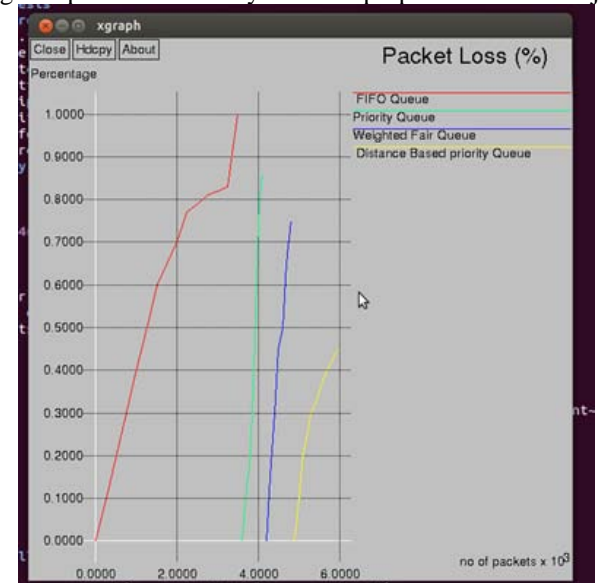 xgraph
Close Hdcpy About
Packet Loss (%)
Percentage
FIFO Queue
Priority Queue
Weighted Fair Queue
Distance Based priority Queue
1.0000
0.9000
0.8000
0.7000
0.6000
0.5000
0.4000
0.3000
0.2000
0.1000
0.0000
0.0000 2.0000 4.0000 6.0000
no of packets x 10³
nt~